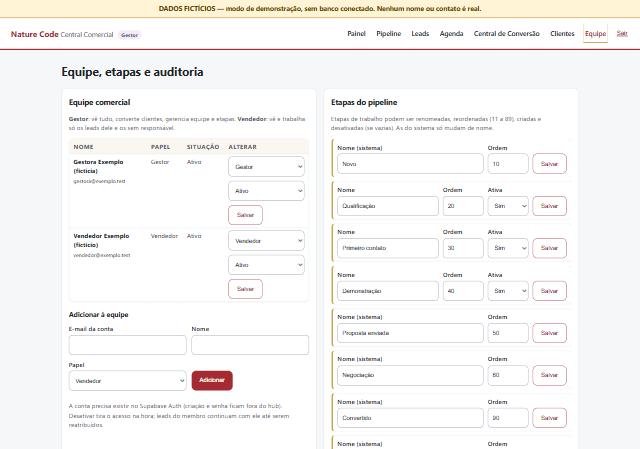 DADOS FICTÍCIOS — modo de demonstração, sem banco conectado. Nenhum nome ou contato é real.
Nature Code Central Comercial Gestor
Painel Pipeline Leads Agenda Central de Conversão Clientes Equipe Sair
Equipe, etapas e auditoria
Equipe comercial
Gestor: vê tudo, converte clientes, gerencia equipe e etapas. Vendedor: vê e trabalha
só os leads dele e os sem responsável.
NOME PAPEL SITUAÇÃO ALTERAR
Gestora Exemplo
(fictícia)
gestora@exemplo.test
Gestor
Ativo
Gestor
Ativo
Salvar
Vendedor Exemplo
(fictício)
vendedor@exemplo.test
Vendedor
Ativo
Vendedor
Ativo
Salvar
Adicionar à equipe
E-mail da conta Nome
Papel
Vendedor Adicionar
A conta precisa existir no Supabase Auth (criação e senha ficam fora do hub).
Desativar tira o acesso na hora; leads do membro continuam com ele até serem
reatribuídos.
Etapas do pipeline
Etapas de trabalho podem ser renomeadas, reordenadas (11 a 89), criadas e
desativadas (se vazias). As do sistema só mudam de nome.
Nome (sistema) Ordem
Novo 10 Salvar
Nome Ordem Ativa
Qualificação 20 Sim Salvar
Nome Ordem Ativa
Primeiro contato 30 Sim Salvar
Nome Ordem Ativa
Demonstração 40 Sim Salvar
Nome (sistema) Ordem
Proposta enviada 50 Salvar
Nome (sistema) Ordem
Negociação 60 Salvar
Nome (sistema) Ordem
Convertido 90 Salvar
Nome (sistema) Ordem